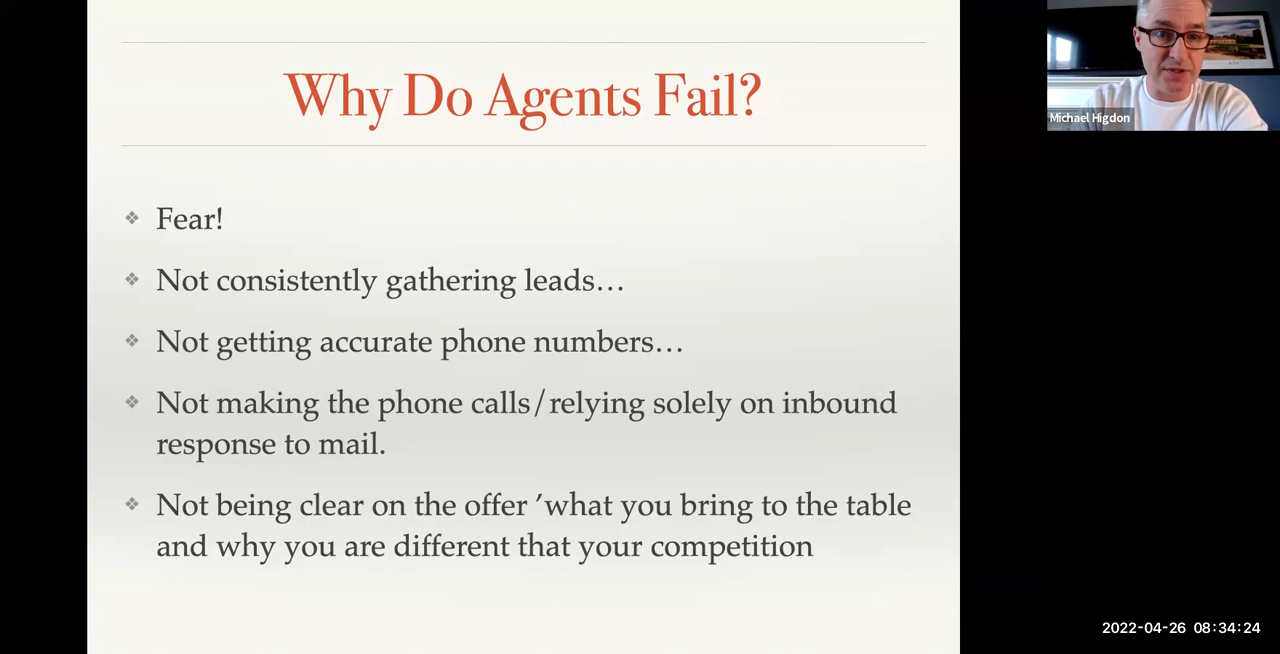 Why Do Agents Fail?
Fear!
Not consistently gathering leads…
Not getting accurate phone numbers…
Not making the phone calls/relying solely on inbound
response to mail.
Not being clear on the offer ’what you bring to the table
and why you are different that your competition
Michael Higdon
2022-04-26 08:34:24